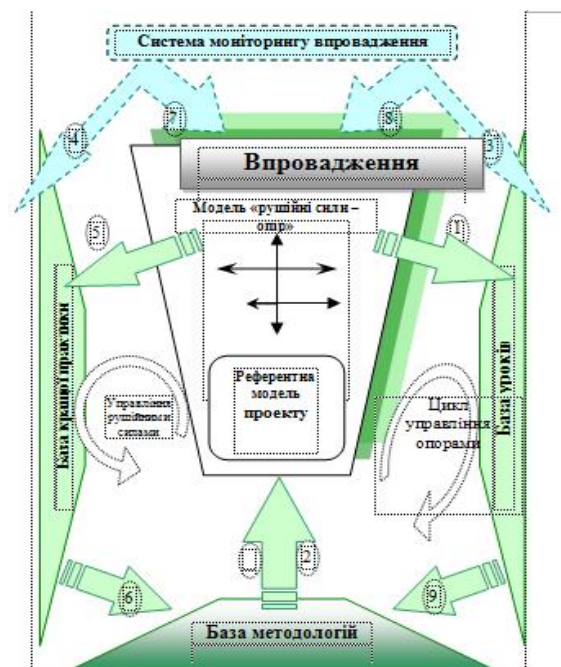 Система моніторингу впровадження
7
8
4
3
Впровадження
Модель «рушійні сили –
опір»
5
1
База кращої практики
База уроків
Управління
рушійними
силами
Референтна
модель
проекту
Цикл
управління
опорами
2
6
9
База методологій